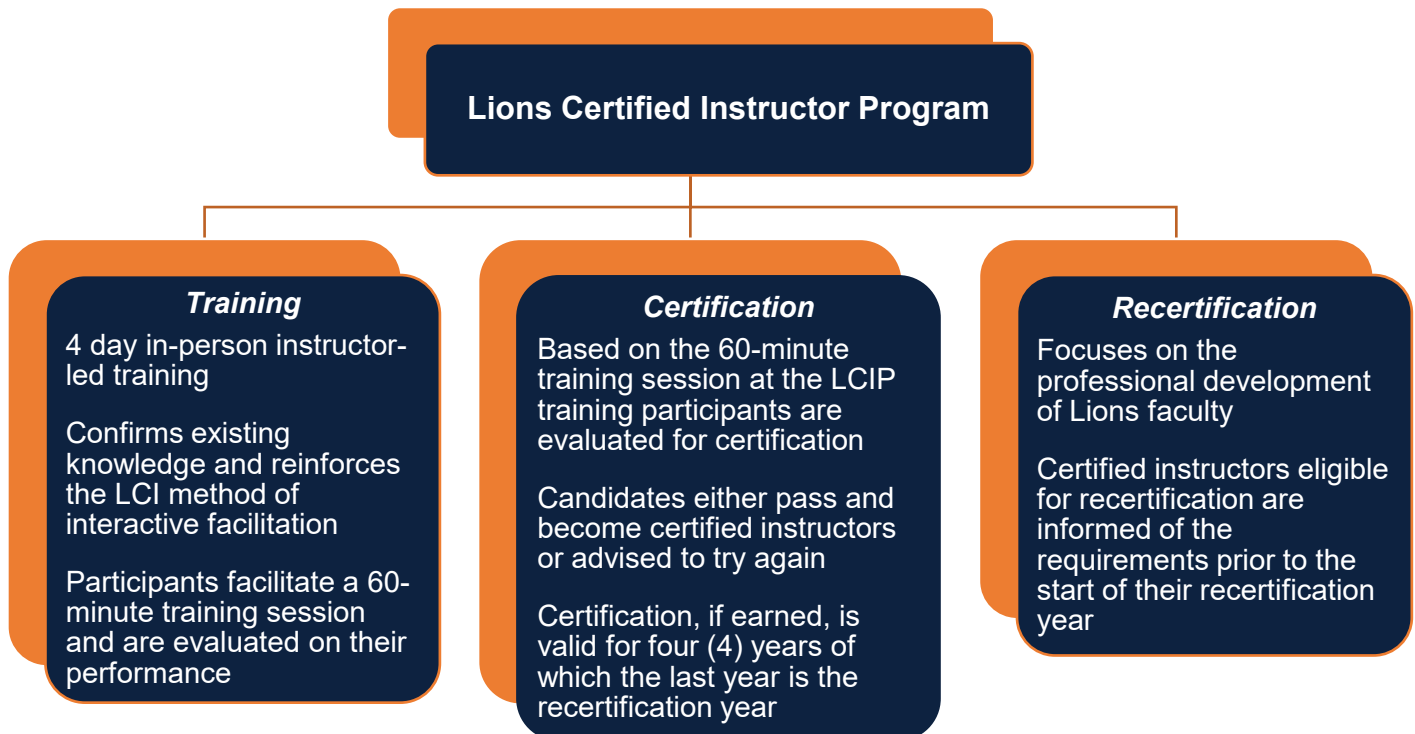 Lions Certified Instructor Program
Training
4 day in-person instructor-
led training
Confirms existing
knowledge and reinforces
the LCI method of
interactive facilitation
Participants facilitate a 60-
minute training session
and are evaluated on their
performance
Certification
Based on the 60-minute
training session at the LCIP
training participants are
evaluated for certification
Candidates either pass and
become certified instructors
or advised to try again
Certification, if earned, is
valid for four (4) years of
which the last year is the
recertification year
Recertification
Focuses on the
professional development
of Lions faculty
Certified instructors eligible
for recertification are
informed of the
requirements prior to the
start of their recertification
year